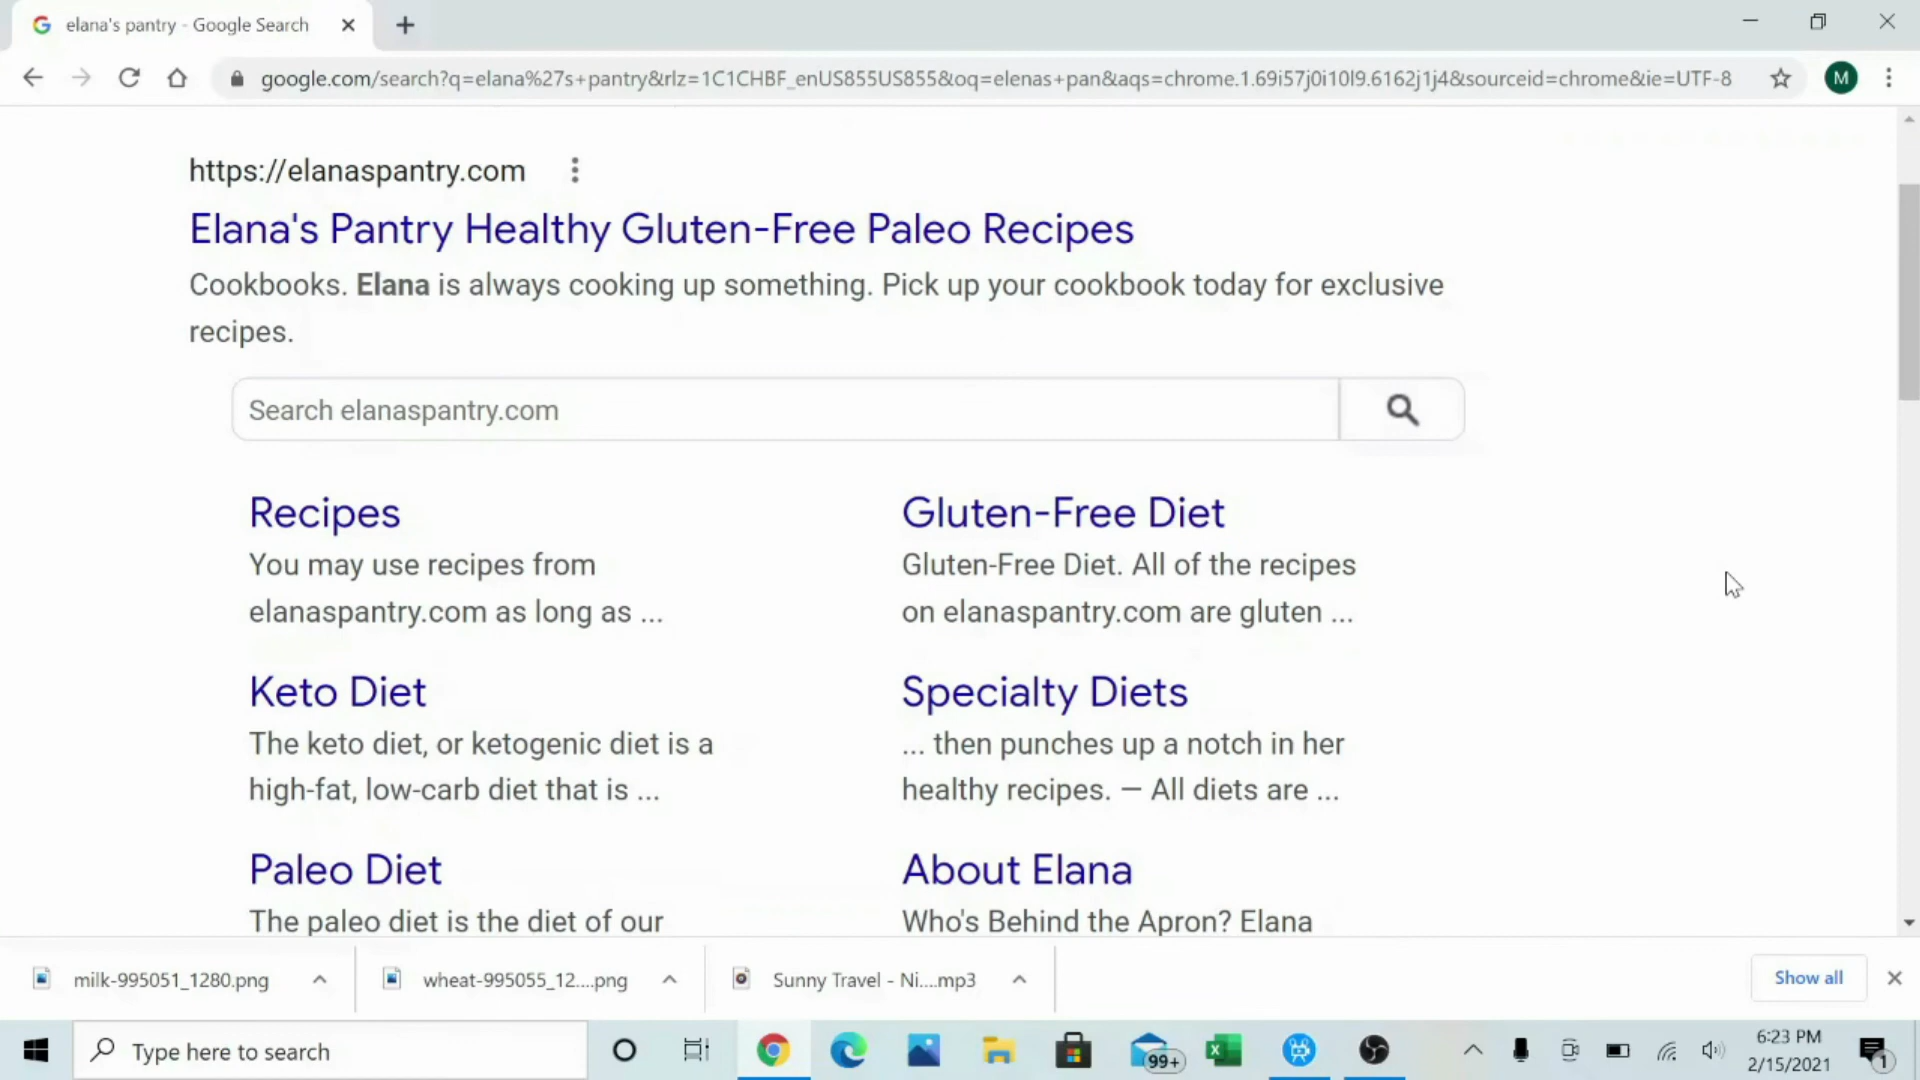 elana's pantry - Google Search
google.com/search?q=elana%27s+pantry&rlz=1C1CHBF_enUS855US855&oq=elenas+pan&aqs=chrome.1.69i57j0i10l9.6162j1j4&sourceid=chrome&ie=UTF-8
M
https://elanaspantry.com
Elana's Pantry Healthy Gluten-Free Paleo Recipes
Cookbooks. Elana is always cooking up something. Pick up your cookbook today for exclusive
recipes.
Search elanaspantry.com
Recipes
You may use recipes from
elanaspantry.com as long as ...
Gluten-Free Diet
Gluten-Free Diet. All of the recipes
on elanaspantry.com are gluten ...
Keto Diet
The keto diet, or ketogenic diet is a
high-fat, low-carb diet that is ...
Specialty Diets
... then punches up a notch in her
healthy recipes. — All diets are ...
Paleo Diet
The paleo diet is the diet of our
About Elana
Who's Behind the Apron? Elana
milk-995051_1280.png
wheat-995055_12....png
Sunny Travel - Ni....mp3
Show all
Type here to search
99+
6:23 PM
2/15/2021
1